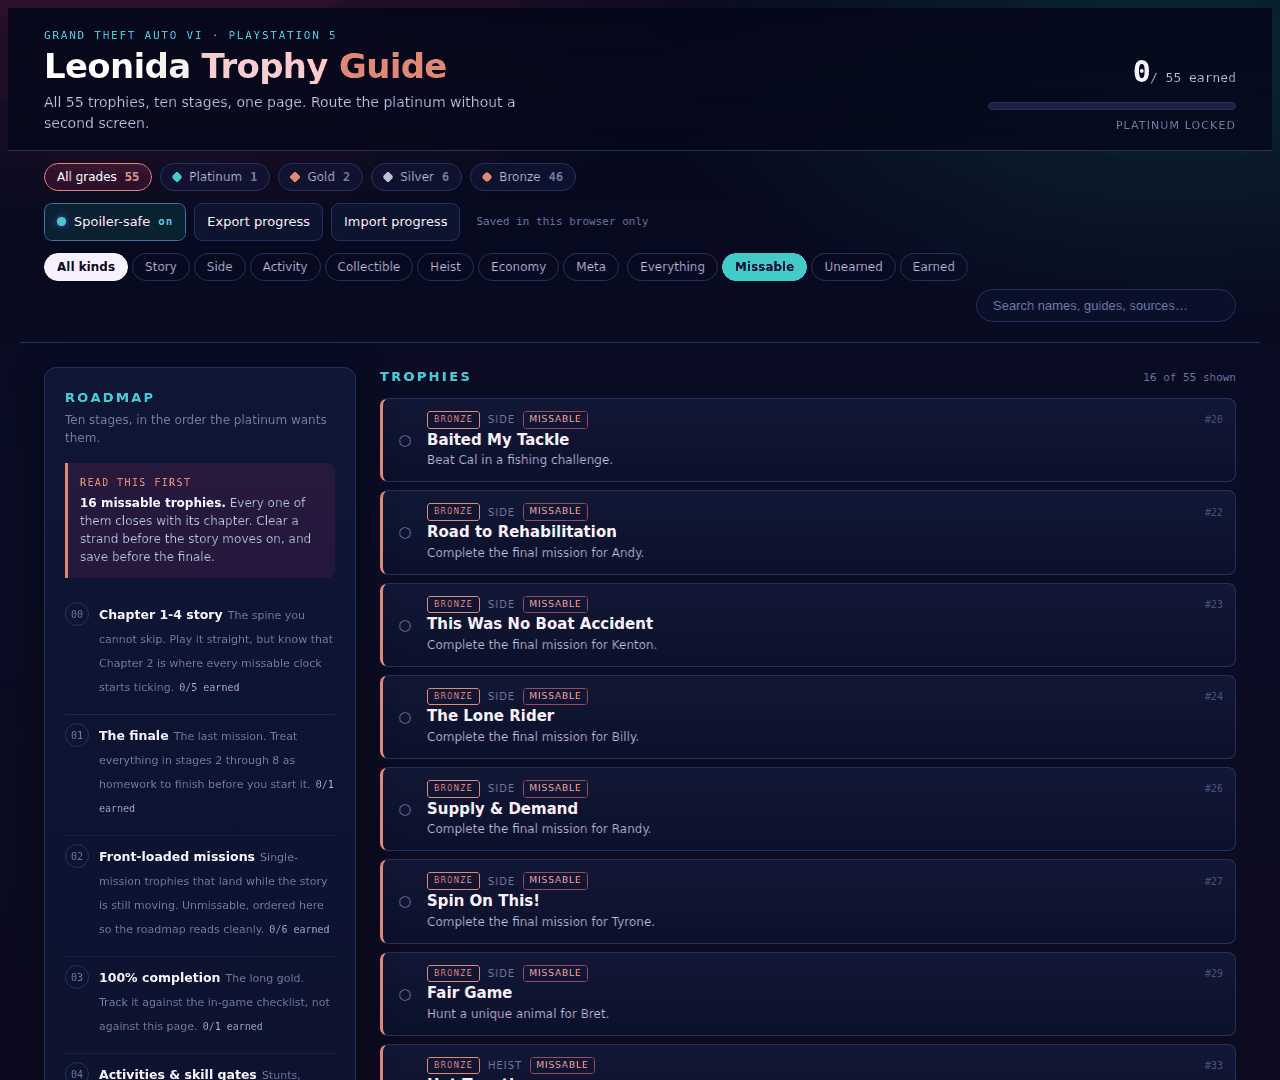 GRAND THEFT AUTO VI · PLAYSTATION 5
Leonida Trophy Guide
All 55 trophies, ten stages, one page. Route the platinum without a
second screen.
0/ 55 earned
PLATINUM LOCKED
All grades 55
Platinum 1
Gold 2
Silver 6
Bronze 46
Spoiler-safe on
Export progress
Import progress
Saved in this browser only
All kinds
Story
Side
Activity
Collectible
Heist
Economy
Meta
Everything
Missable
Unearned
Earned
Search names, guides, sources…
ROADMAP
Ten stages, in the order the platinum wants
them.
READ THIS FIRST
16 missable trophies. Every one of
them closes with its chapter. Clear a
strand before the story moves on, and
save before the finale.
00 Chapter 1-4 story The spine you
cannot skip. Play it straight, but know that
Chapter 2 is where every missable clock
starts ticking. 0/5 earned
01 The finale The last mission. Treat
everything in stages 2 through 8 as
homework to finish before you start it. 0/1
earned
02 Front-loaded missions Single-
mission trophies that land while the story
is still moving. Unmissable, ordered here
so the roadmap reads cleanly. 0/6 earned
03 100% completion The long gold.
Track it against the in-game checklist, not
against this page. 0/1 earned
04 Activities & skill gates Stunts,
TROPHIES
16 of 55 shown
BRONZE SIDE MISSABLE #20
Baited My Tackle
Beat Cal in a fishing challenge.
BRONZE SIDE MISSABLE #22
Road to Rehabilitation
Complete the final mission for Andy.
BRONZE SIDE MISSABLE #23
This Was No Boat Accident
Complete the final mission for Kenton.
BRONZE SIDE MISSABLE #24
The Lone Rider
Complete the final mission for Billy.
BRONZE SIDE MISSABLE #26
Supply & Demand
Complete the final mission for Randy.
BRONZE SIDE MISSABLE #27
Spin On This!
Complete the final mission for Tyrone.
BRONZE SIDE MISSABLE #29
Fair Game
Hunt a unique animal for Bret.
BRONZE HEIST MISSABLE #33